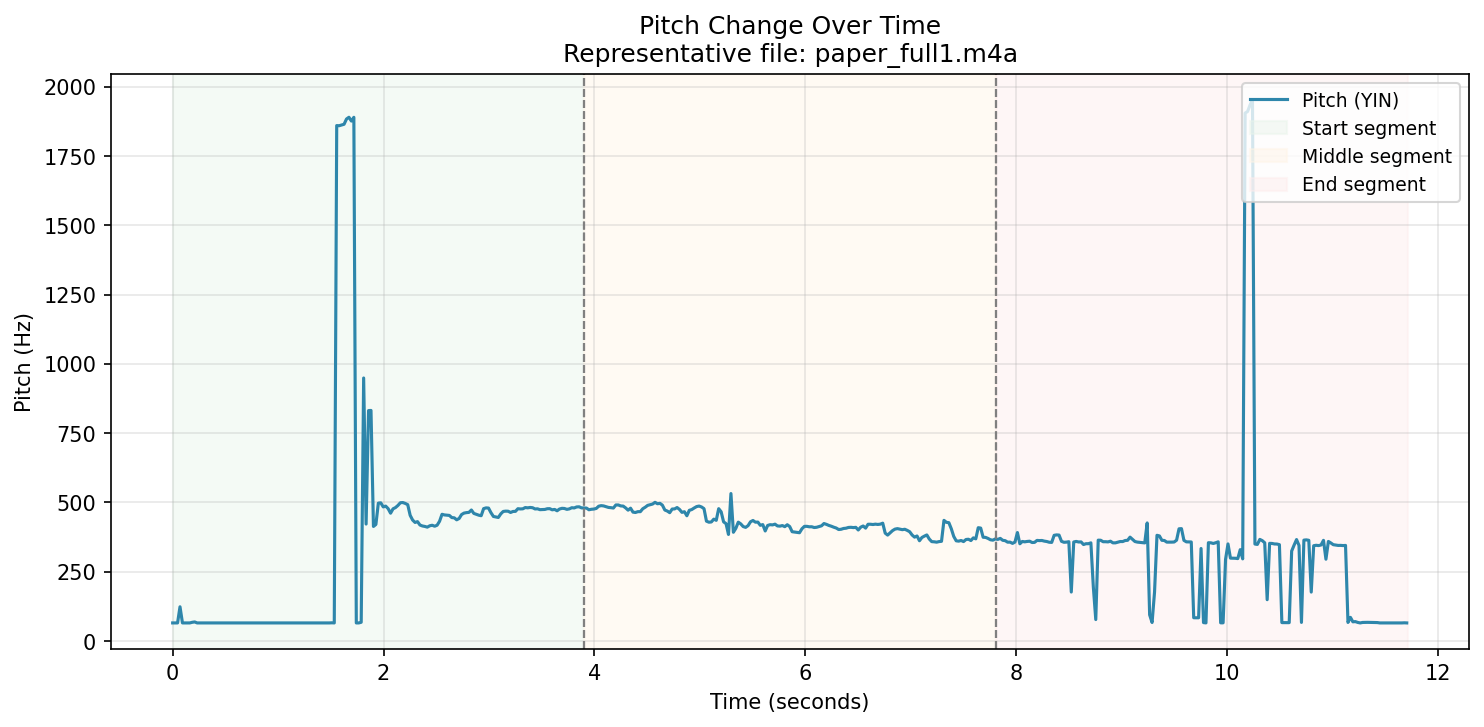 Pitch Change Over Time
Representative file: paper_full1.m4a
Pitch (Hz)
2000
1750
1500
1250
1000
750
500
250
0
Pitch (YIN)
Start segment
Middle segment
End segment
0 2 4 6 8 10 12
Time (seconds)